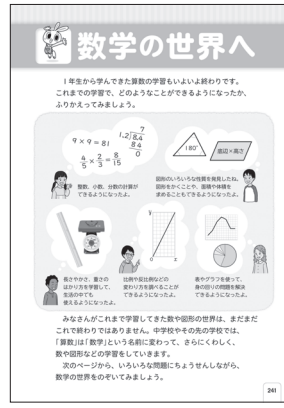 数学の世界へ
1年生から学んできた算数の学習もいよいよ終わりです。
これまでの学習で、どのようなことができるようになったか、
ふりかえってみましょう。
9×9=81
7
1.2)8.4
84
0
4/5×2/3=8/15
180°
底辺×高さ
整数、小数、分数の計算が
できるようになったよ。
図形のいろいろな性質を発見したね。
図形をかくことや、面積や体積を
求めることもできるようになったよ。
y
x
長さやかさ、重さの
はかり方を学習して、
生活の中でも
使えるようになったよ。
比例や反比例などの
変わり方を調べることが
できるようになったよ。
表やグラフを使って、
身の回りの問題を解決
できるようになったよ。
みなさんがこれまで学習してきた数や図形の世界は、まだまだ
これで終わりではありません。中学校やその先の学校では、
「算数」は「数学」という名前に変わって、さらにくわしく、
数や図形などの学習をしていきます。
次のページから、いろいろな問題にちょうせんしながら、
数学の世界をのぞいてみましょう。
241